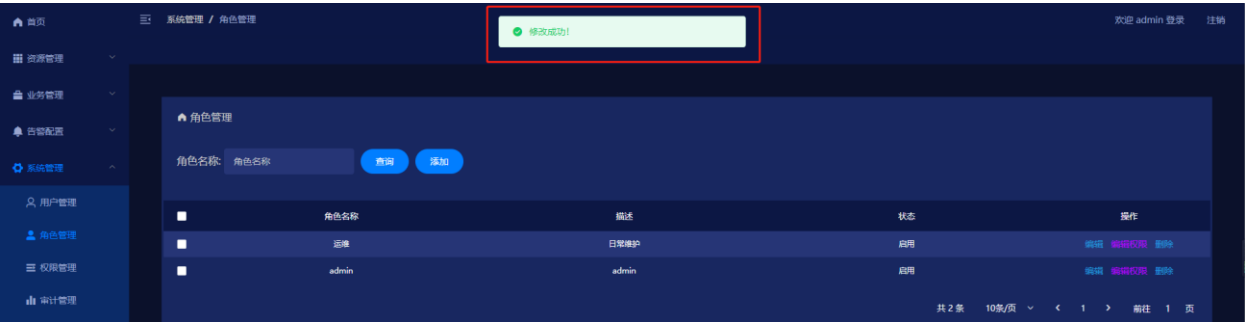 首页
系统管理 / 角色管理
修改成功!
欢迎 admin 登录 注销
资源管理
业务管理
告警配置
系统管理
用户管理
角色管理
权限管理
审计管理
角色管理
角色名称: 角色名称 查询 添加
角色名称 描述 状态 操作
运维 日常维护 启用 编辑 编辑权限 删除
admin admin 启用 编辑 编辑权限 删除
共 2 条 10条/页 1 前往 1 页